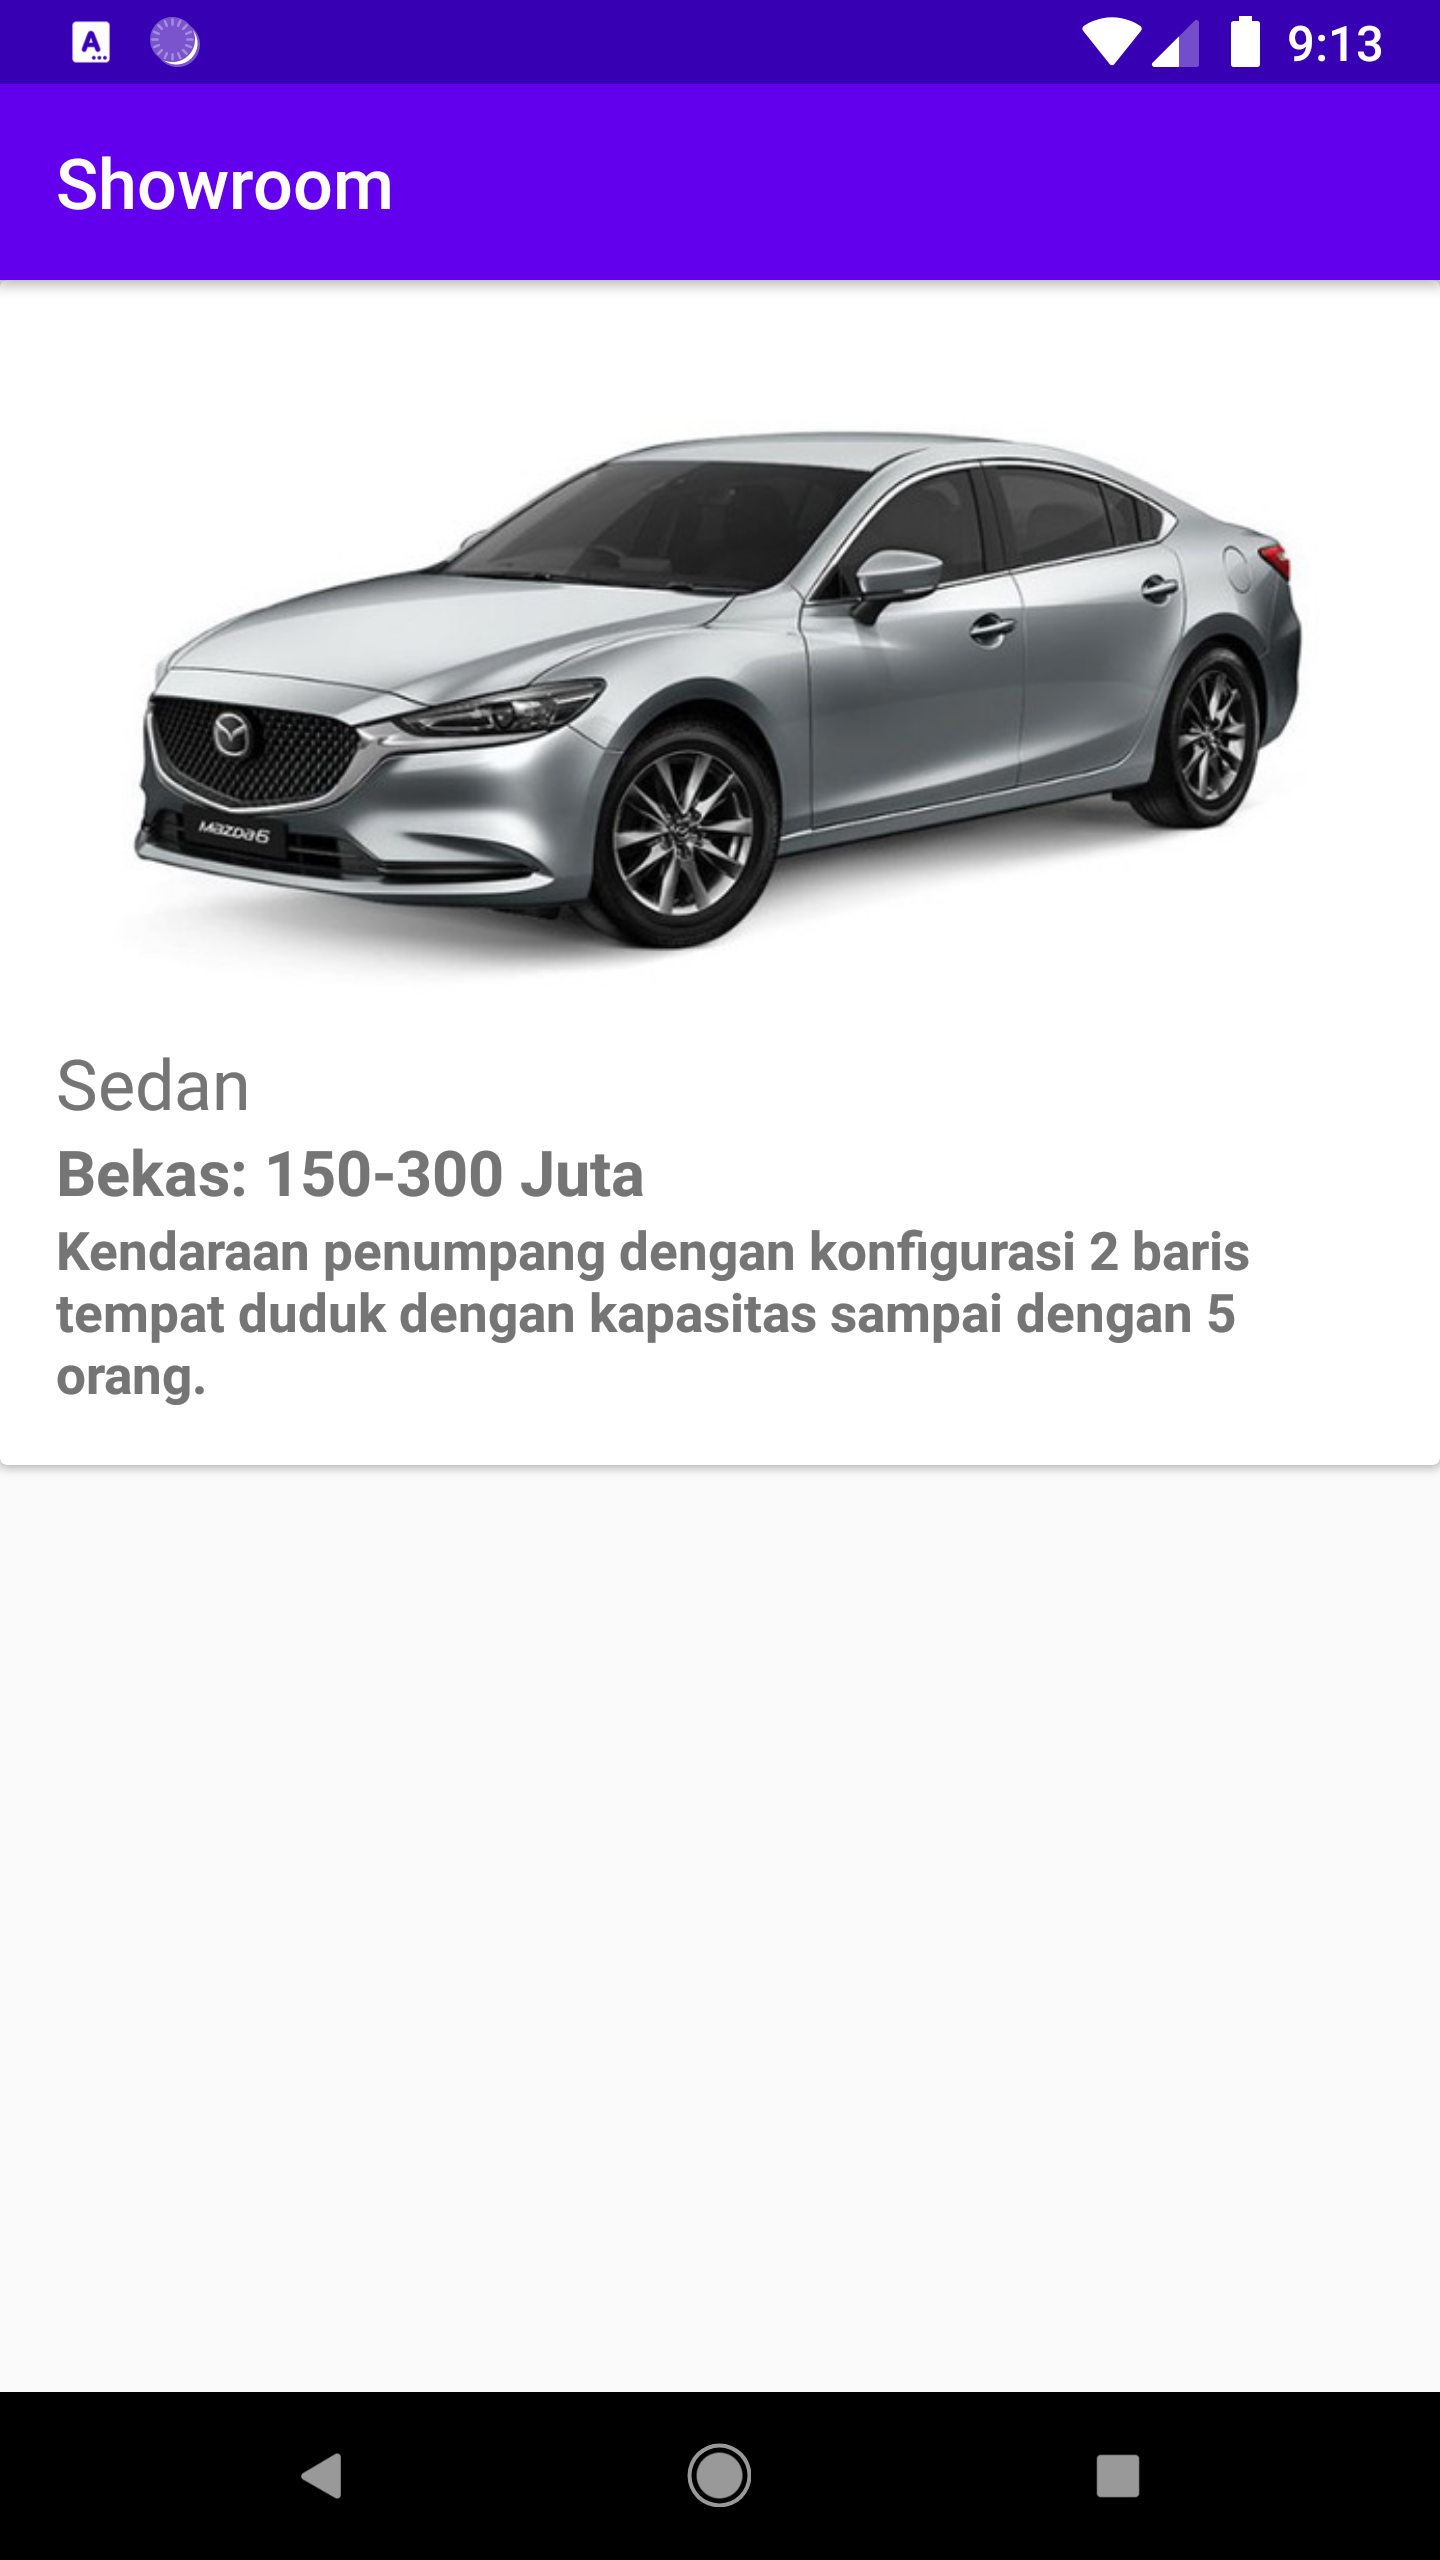 A
9:13
Showroom
mazda6
Sedan
Bekas: 150-300 Juta
Kendaraan penumpang dengan konfigurasi 2 baris
tempat duduk dengan kapasitas sampai dengan 5
orang.